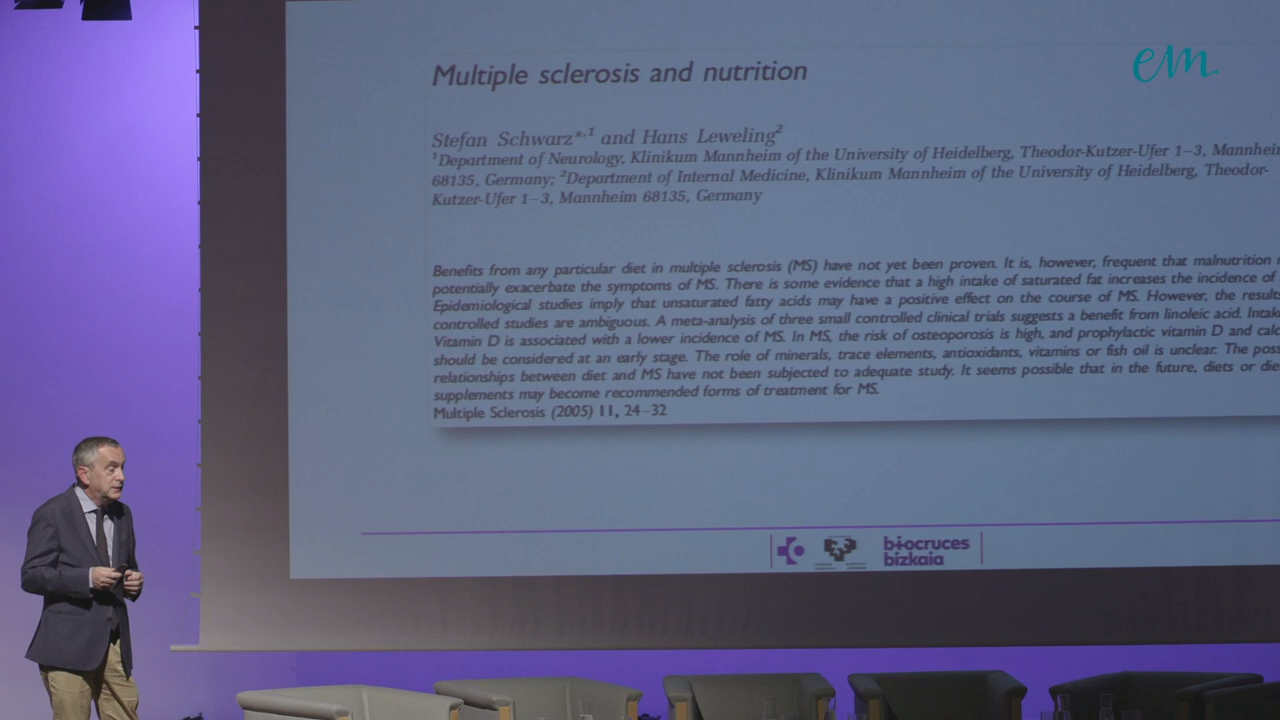 em
Multiple sclerosis and nutrition
Stefan Schwarz*,1 and Hans Leweling2
1Department of Neurology, Klinikum Mannheim of the University of Heidelberg, Theodor-Kutzer-Ufer 1–3, Mannheim
68135, Germany; 2Department of Internal Medicine, Klinikum Mannheim of the University of Heidelberg, Theodor-
Kutzer-Ufer 1–3, Mannheim 68135, Germany
Benefits from any particular diet in multiple sclerosis (MS) have not yet been proven. It is, however, frequent that malnutrition
potentially exacerbate the symptoms of MS. There is some evidence that a high intake of saturated fat increases the incidence of
Epidemiological studies imply that unsaturated fatty acids may have a positive effect on the course of MS. However, the results
controlled studies are ambiguous. A meta-analysis of three small controlled clinical trials suggests a benefit from linoleic acid.
Vitamin D is associated with a lower incidence of MS. In MS, the risk of osteoporosis is high, and prophylactic vitamin D and
should be considered at an early stage. The role of minerals, trace elements, antioxidants, vitamins or fish oil is unclear. The
relationships between diet and MS have not been subjected to adequate study. It seems possible that in the future, diets or
supplements may become recommended forms of treatment for MS.
Multiple Sclerosis (2005) 11, 24–32
biocruces
bizkaia